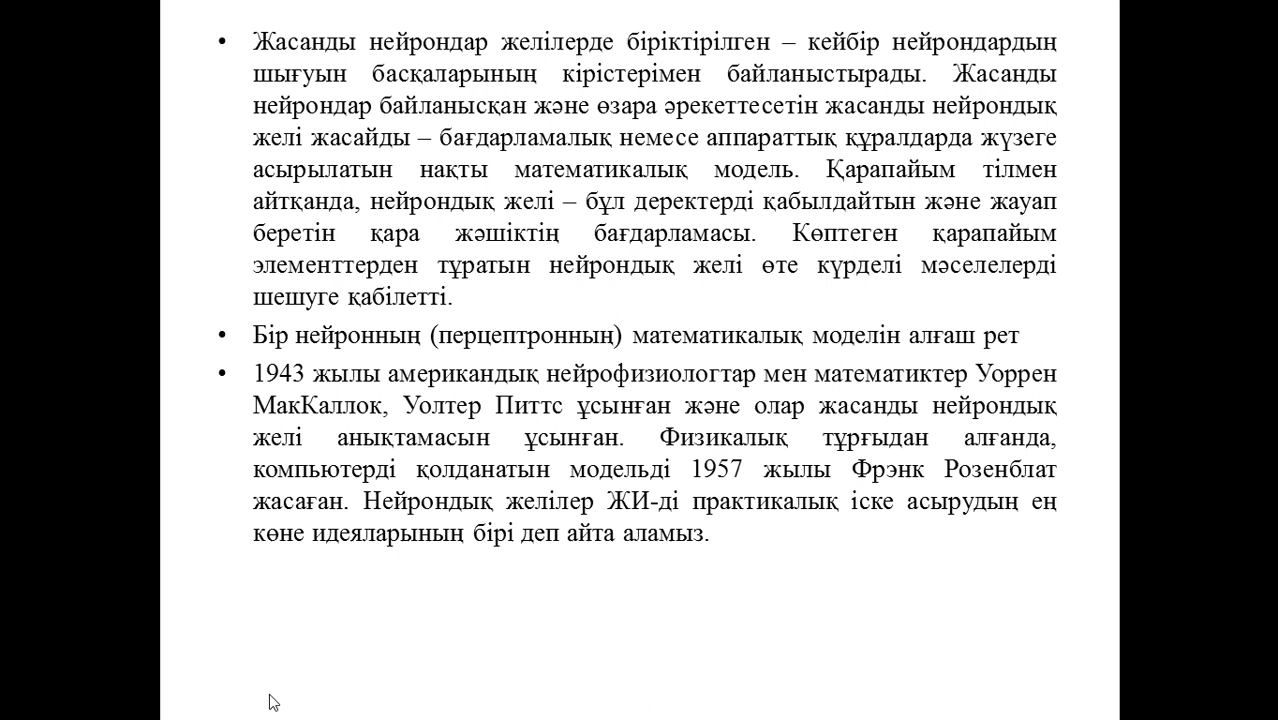 • Жасанды нейрондар желілерде біріктірілген – кейбір нейрондардың
шығуын басқаларының кірістерімен байланыстырады. Жасанды
нейрондар байланысқан және өзара әрекеттесетін жасанды нейрондық
желі жасайды – бағдарламалық немесе аппараттық құралдарда жүзеге
асырылатын нақты математикалық модель. Қарапайым тілмен
айтқанда, нейрондық желі – бұл деректерді қабылдайтын және жауап
беретін қара жәшіктің бағдарламасы. Көптеген қарапайым
элементтерден тұратын нейрондық желі өте күрделі мәселелерді
шешуге қабілетті.
• Бір нейронның (перцептронның) математикалық моделін алғаш рет
• 1943 жылы американдық нейрофизиологтар мен математиктер Уоррен
МакКаллок, Уолтер Питтс ұсынған және олар жасанды нейрондық
желі анықтамасын ұсынған. Физикалық тұрғыдан алғанда,
компьютерді қолданатын модельді 1957 жылы Фрэнк Розенблат
жасаған. Нейрондық желілер ЖИ-ді практикалық іске асырудың ең
көне идеяларының бірі деп айта аламыз.